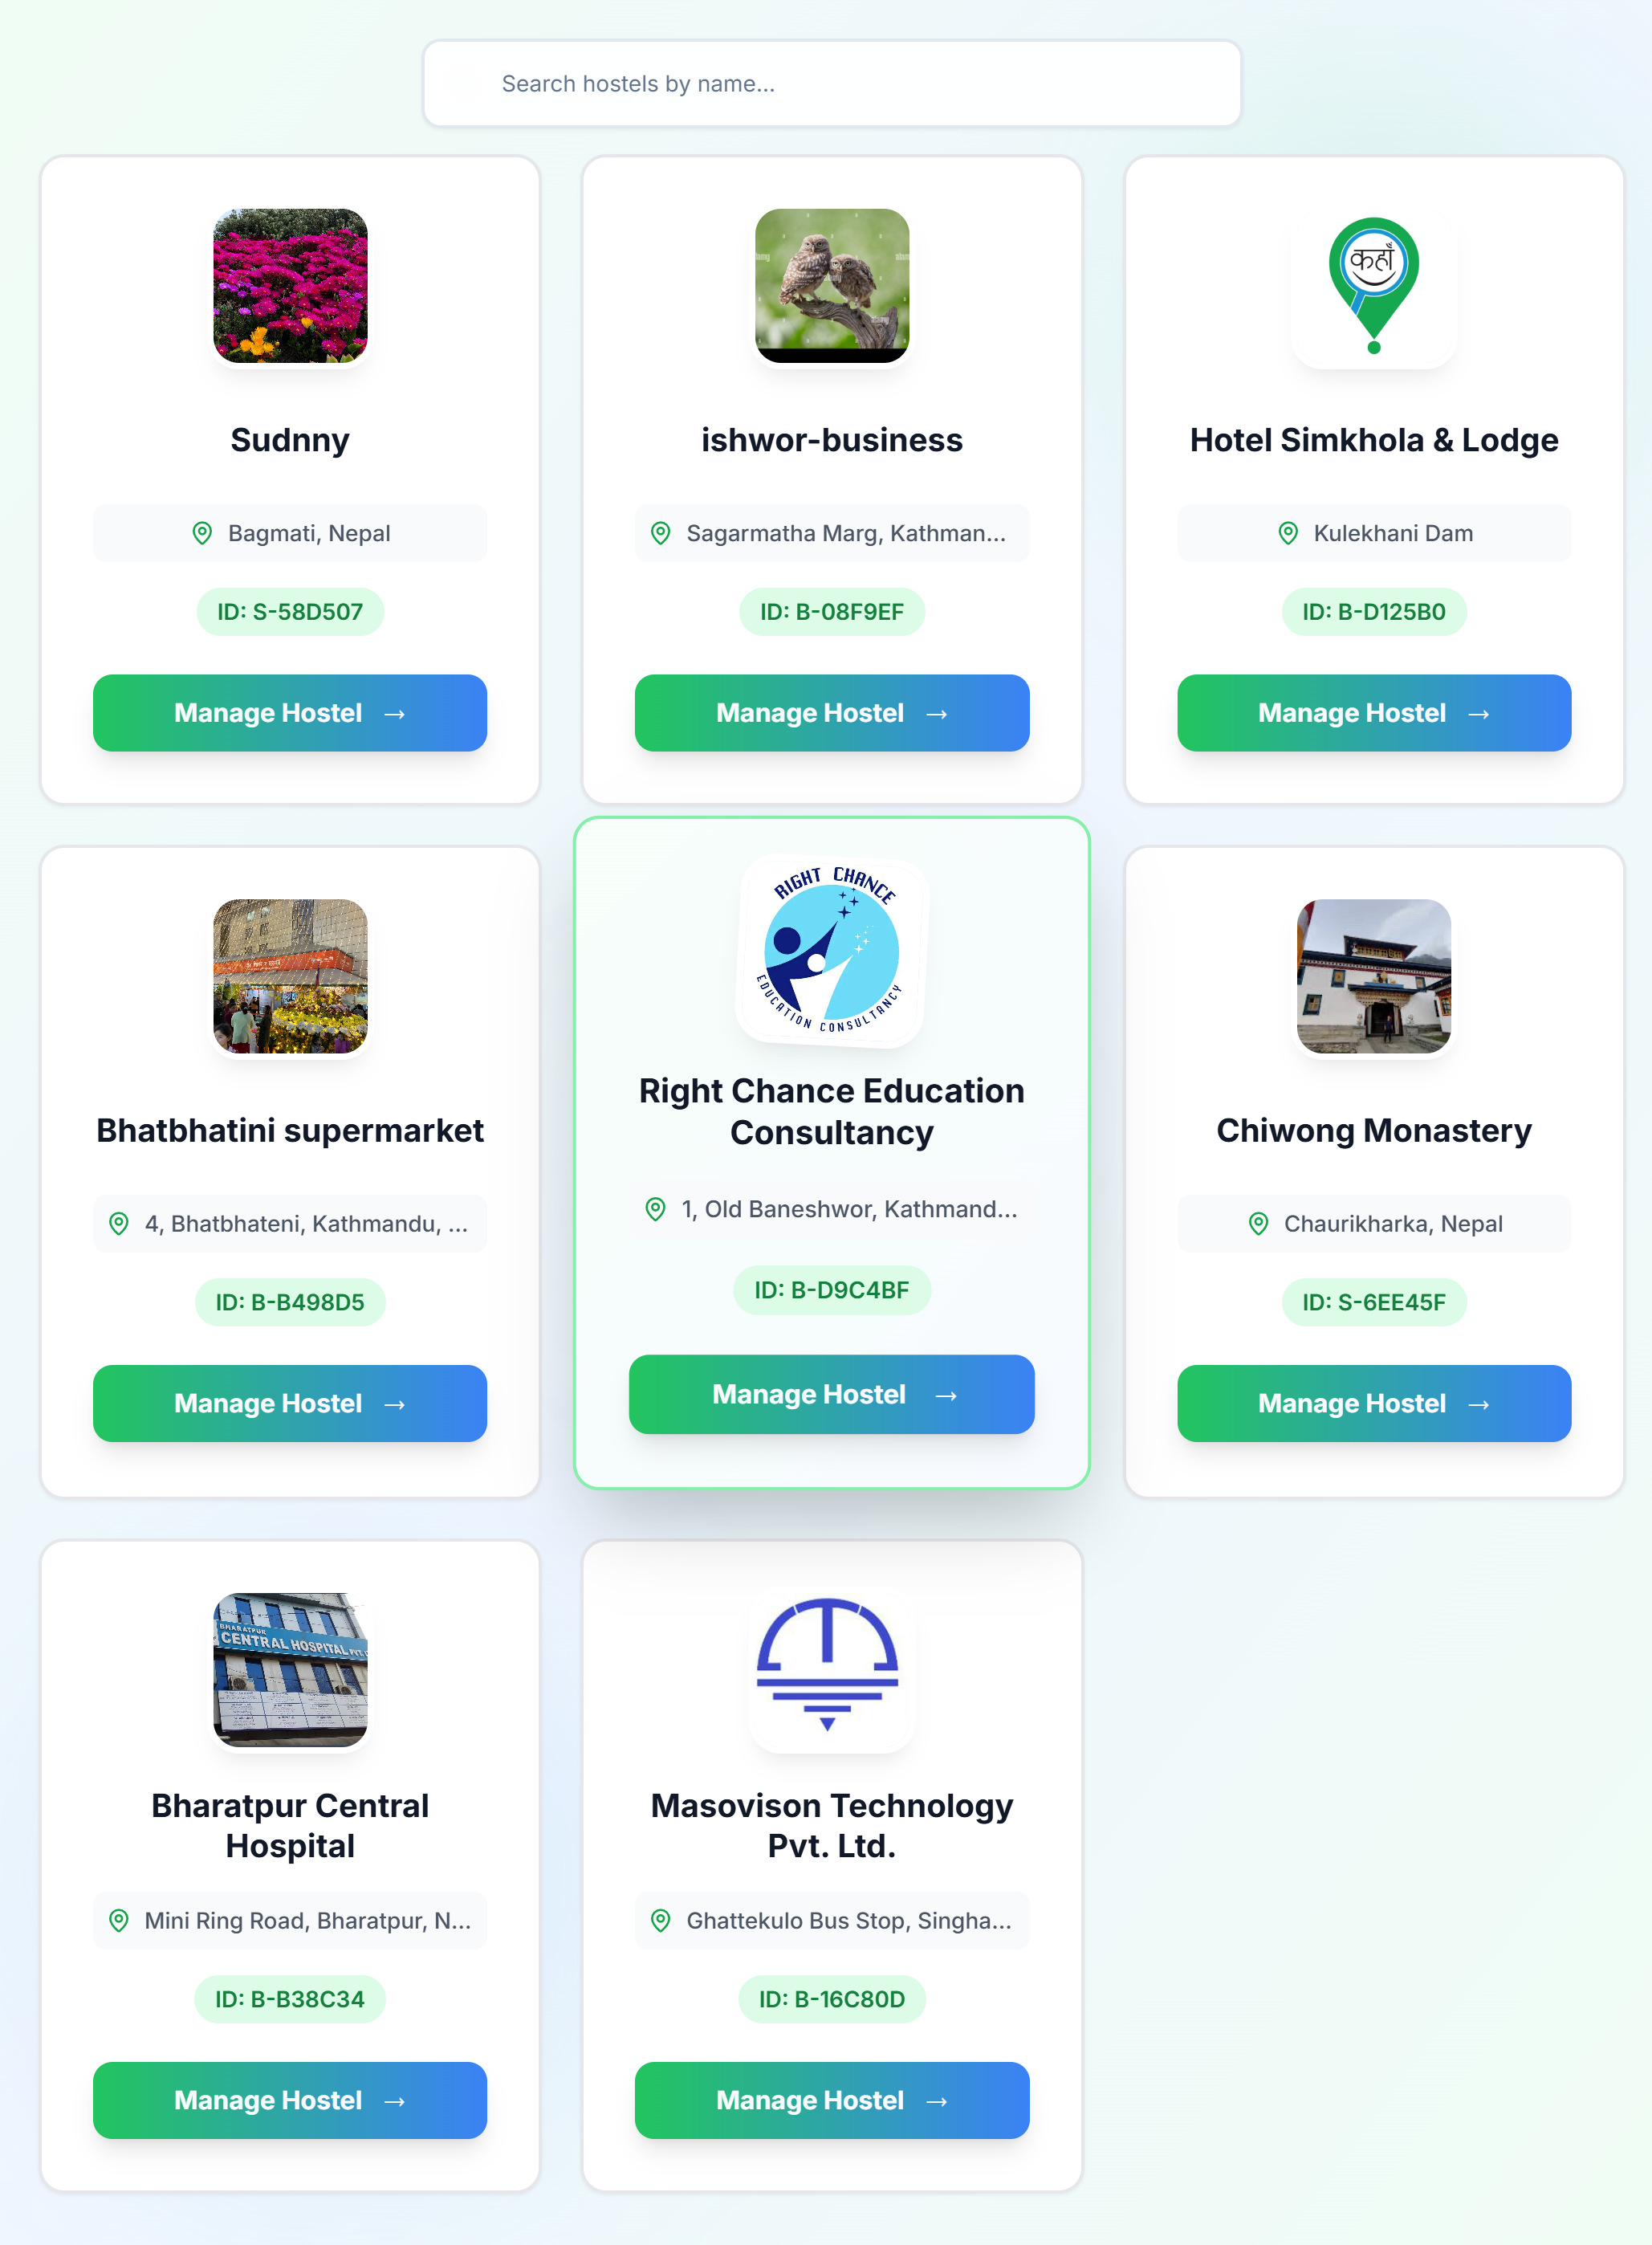 Search hostels by name...
Sudnny
Bagmati, Nepal
ID: S-58D507
Manage Hostel →
ishwor-business
Sagarmatha Marg, Kathman...
ID: B-08F9EF
Manage Hostel →
कहाँ
Hotel Simkhola & Lodge
Kulekhani Dam
ID: B-D125B0
Manage Hostel →
Bhatbhatini supermarket
4, Bhatbhateni, Kathmandu, ...
ID: B-B498D5
Manage Hostel →
RIGHT CHANCE
EDUCATION CONSULTANCY
Right Chance Education
Consultancy
1, Old Baneshwor, Kathmand...
ID: B-D9C4BF
Manage Hostel →
Chiwong Monastery
Chaurikharka, Nepal
ID: S-6EE45F
Manage Hostel →
BHARATPUR
CENTRAL HOSPITAL PVT.
Bharatpur Central
Hospital
Mini Ring Road, Bharatpur, N...
ID: B-B38C34
Manage Hostel →
Masovison Technology
Pvt. Ltd.
Ghattekulo Bus Stop, Singha...
ID: B-16C80D
Manage Hostel →